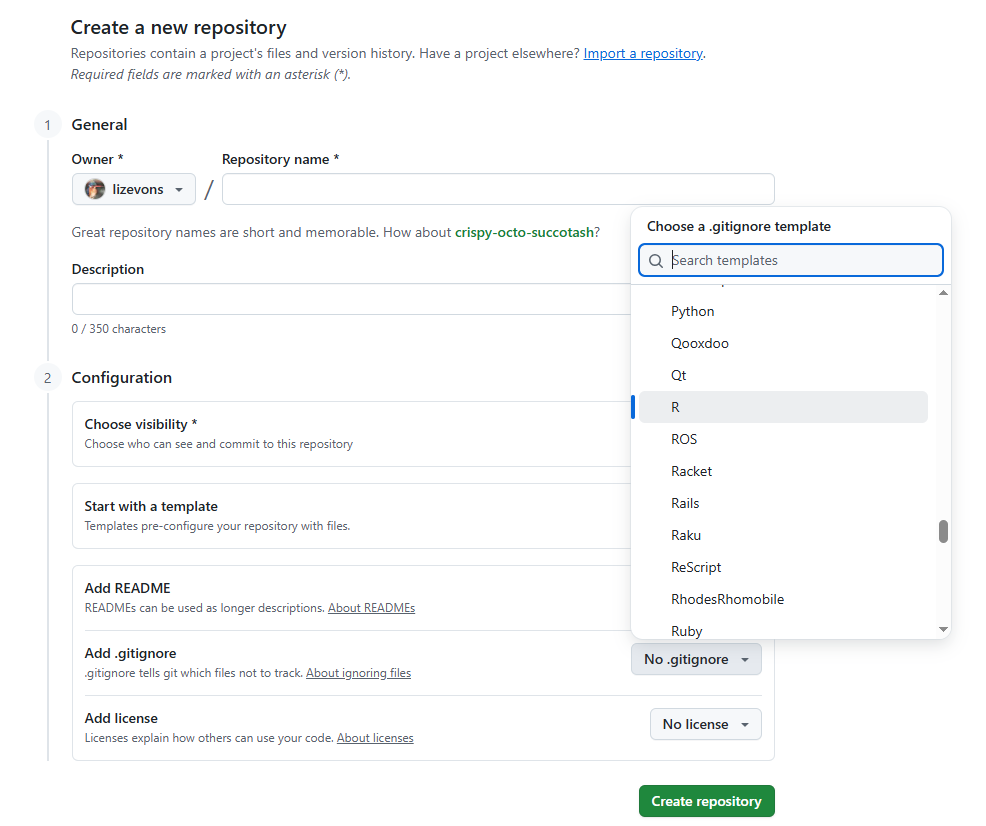 Create a new repository
Repositories contain a project's files and version history. Have a project elsewhere? Import a repository.
Required fields are marked with an asterisk (*).
1 General
Owner *
Repository name *
lizevons
/
Great repository names are short and memorable. How about crispy-octo-succotash?
Description
0 / 350 characters
2 Configuration
Choose visibility *
Choose who can see and commit to this repository
Start with a template
Templates pre-configure your repository with files.
Add README
READMEs can be used as longer descriptions. About READMEs
Add .gitignore
.gitignore tells git which files not to track. About ignoring files
No .gitignore
Add license
Licenses explain how others can use your code. About licenses
No license
Create repository
Choose a .gitignore template
Search templates
Python
Qooxdoo
Qt
R
ROS
Racket
Rails
Raku
ReScript
RhodesRhomobile
Ruby